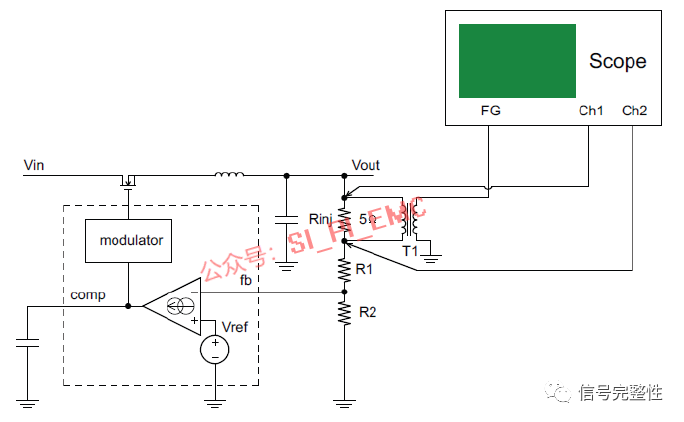 Scope
FG
Ch1
Ch2
Vin
Vout
Rinj
5Ω
T1
modulator
公众号：SI_PI_EMC
R1
comp
fb
R2
Vref
信号完整性